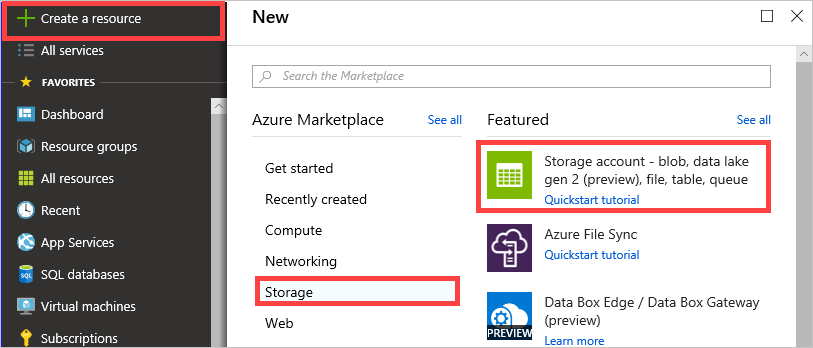 Create a resource
All services
FAVORITES
Dashboard
Resource groups
All resources
Recent
App Services
SQL databases
SQL
Virtual machines
Subscriptions
New
Search the Marketplace
Azure Marketplace
See all
Get started
Recently created
Compute
Networking
Storage
Web
Featured
See all
Storage account - blob, data lake
gen 2 (preview), file, table, queue
Quickstart tutorial
Azure File Sync
Quickstart tutorial
Data Box Edge / Data Box Gateway
(preview)
PREVIEW
Learn more